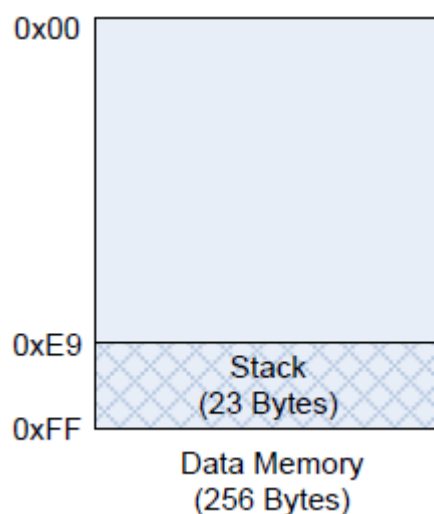 0x00
0xE9
Stack
(23 Bytes)
0xFF
Data Memory
(256 Bytes)